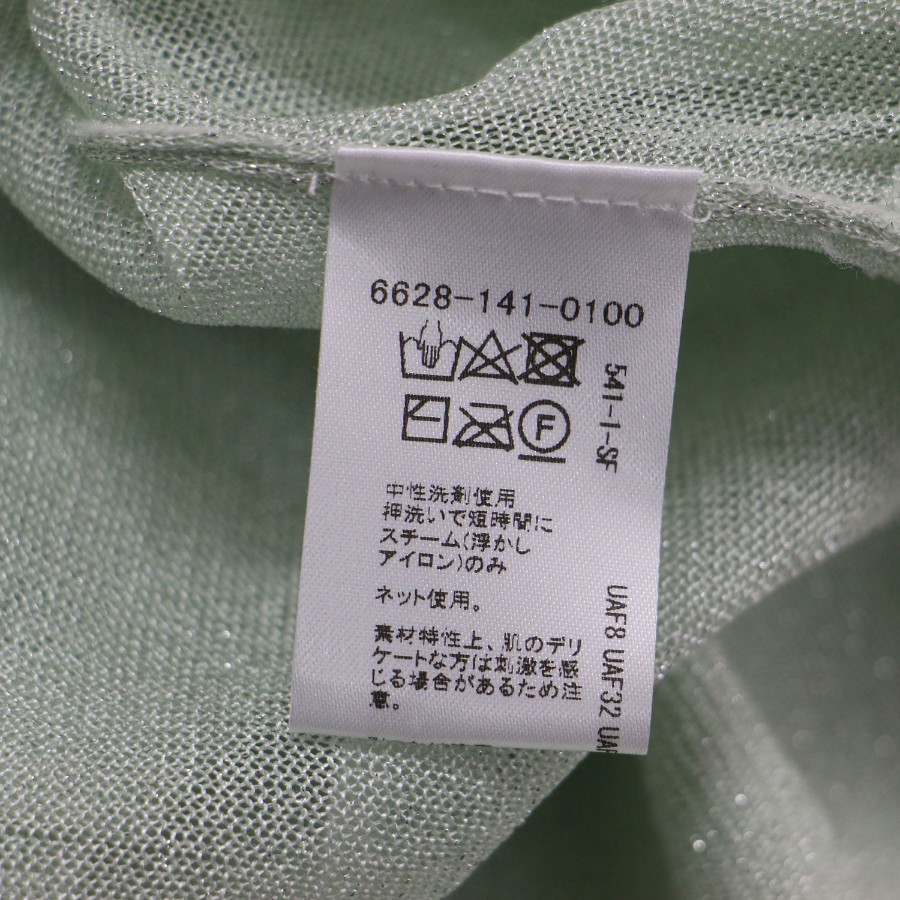 6628-141-0100
541-1-SF
F
中性洗剤使用
押洗いで短時間に
スチーム(浮かし
アイロン)のみ
ネット使用。
素材特性上、肌のデリ
ケートな方は刺激を感
じる場合があるため注
意。
UAF8 UAF32